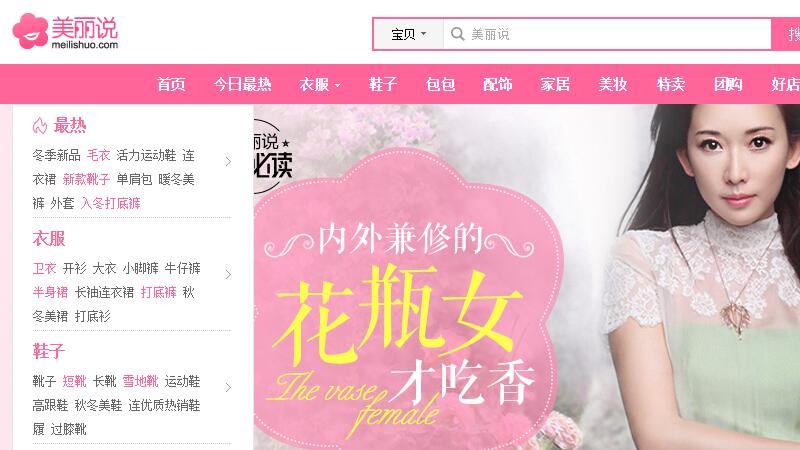 美丽说
meilishuo.com
宝贝
美丽说
搜
首页 今日最热 衣服 鞋子 包包 配饰 家居 美妆 特卖 团购 好店
最热
冬季新品 毛衣 活力运动鞋 连
衣裙 新款靴子 单肩包 暖冬美
裤 外套 入冬打底裤
衣服
卫衣 开衫 大衣 小脚裤 牛仔裤
半身裙 长袖连衣裙 打底裤 秋
冬美裙 打底衫
鞋子
靴子 短靴 长靴 雪地靴 运动鞋
高跟鞋 秋冬美鞋 连优质热销鞋
履 过膝靴
丽说
必读
内外兼修的
花瓶女
才吃香
The vase
female